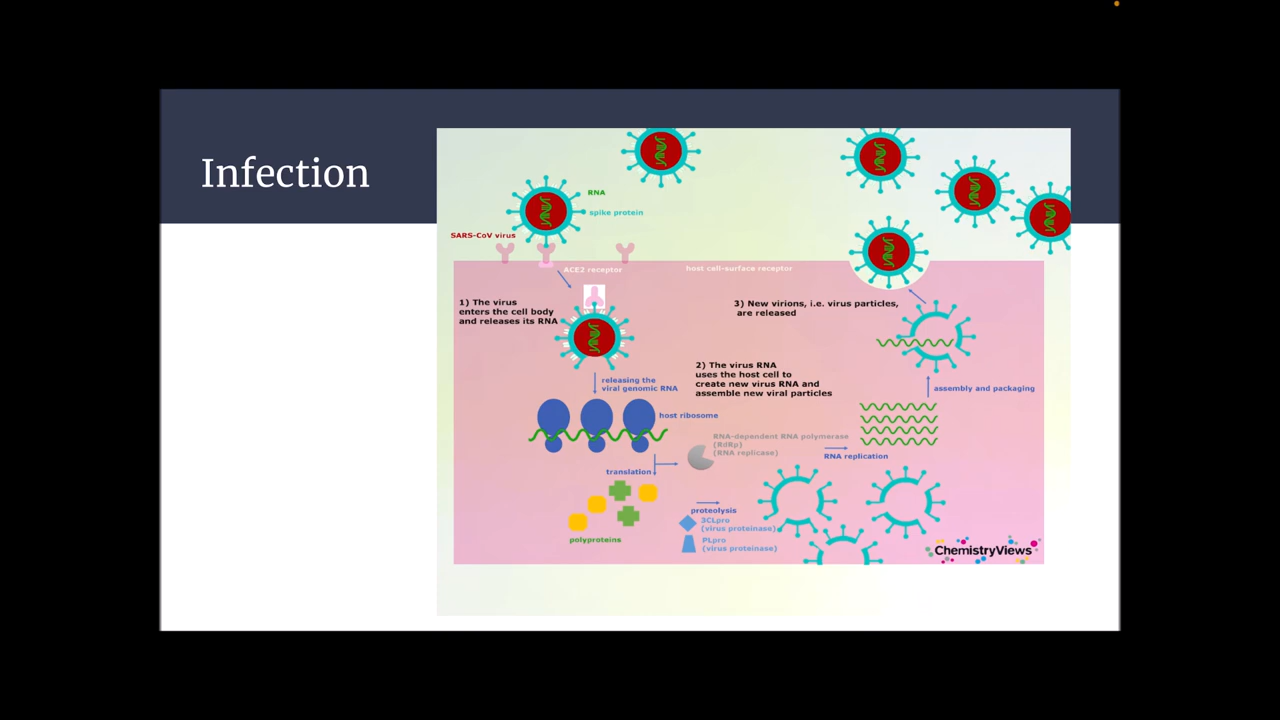 Infection
RNA
spike protein
SARS-CoV virus
ACE2 receptor
host cell-surface receptor
1) The virus
enters the cell body
and releases its RNA
3) New virions, i.e. virus particles,
are released
2) The virus RNA
uses the host cell to
create new virus RNA and
assemble new viral particles
releasing the
viral genomic RNA
assembly and packaging
host ribosome
RNA-dependent RNA polymerase
(RdRp)
(RNA replicase)
RNA replication
translation
proteolysis
3CLpro
(virus proteinase)
PLpro
(virus proteinase)
polyproteins
ChemistryViews